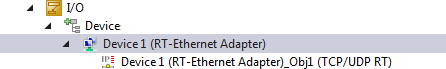 I/O
Device
Device 1 (RT-Ethernet Adapter)
Device 1 (RT-Ethernet Adapter)_Obj1 (TCP/UDP RT)